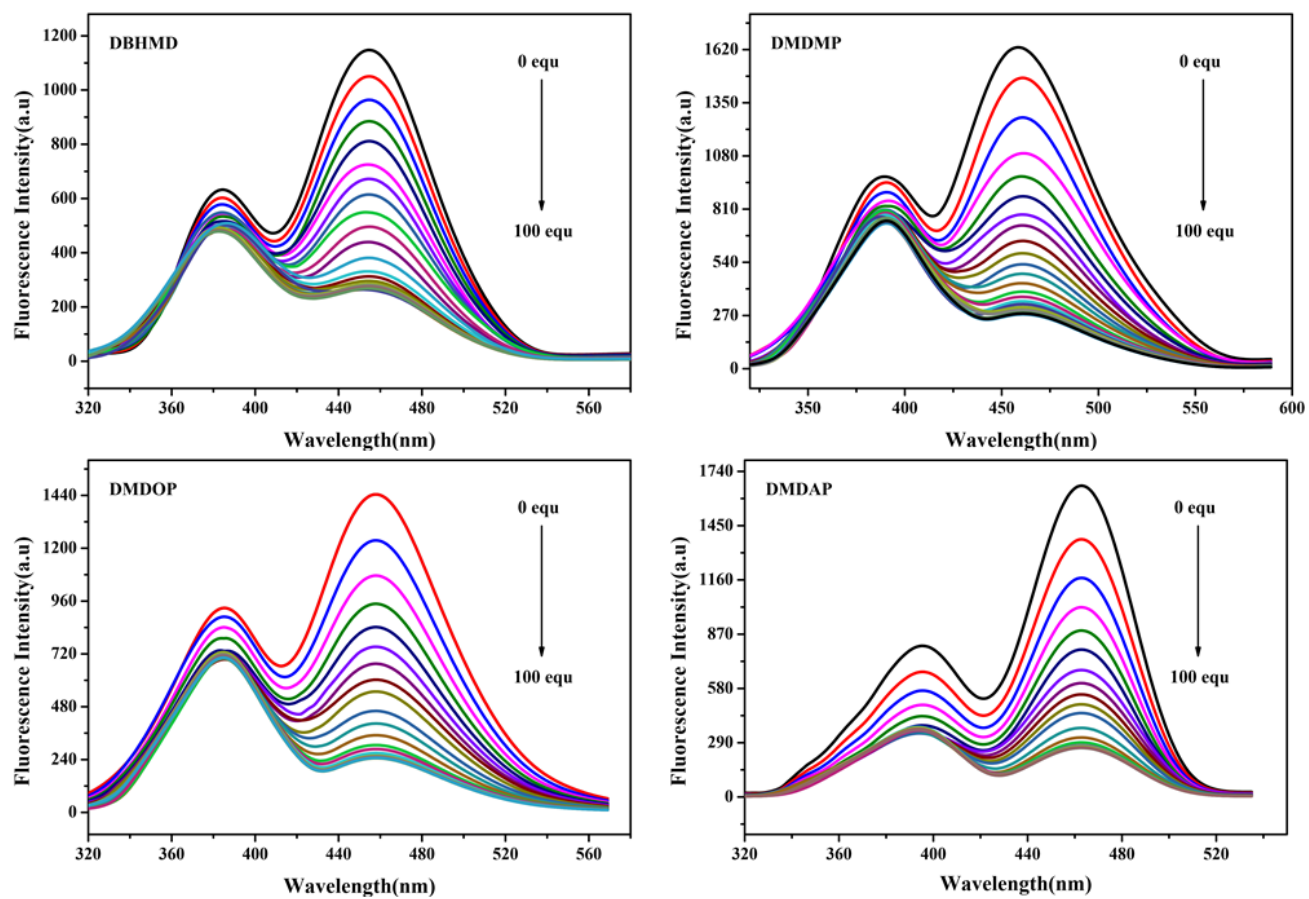 DBHMD
0 equ
100 equ
1200
1000
800
600
400
200
0
320 360 400 440 480 520 560
Wavelength(nm)
Fluorescence Intensity(a.u)
DMDMP
0 equ
100 equ
1620
1350
1080
810
540
270
0
350 400 450 500 550 600
Wavelength(nm)
Fluorescence Intensity(a.u)
DMDOP
0 equ
100 equ
1440
1200
960
720
480
240
0
320 360 400 440 480 520 560
Wavelength(nm)
Fluorescence Intensity(a.u)
DMDAP
0 equ
100 equ
1740
1450
1160
870
580
290
0
320 360 400 440 480 520
Wavelength(nm)
Fluorescence Intensity(a.u)